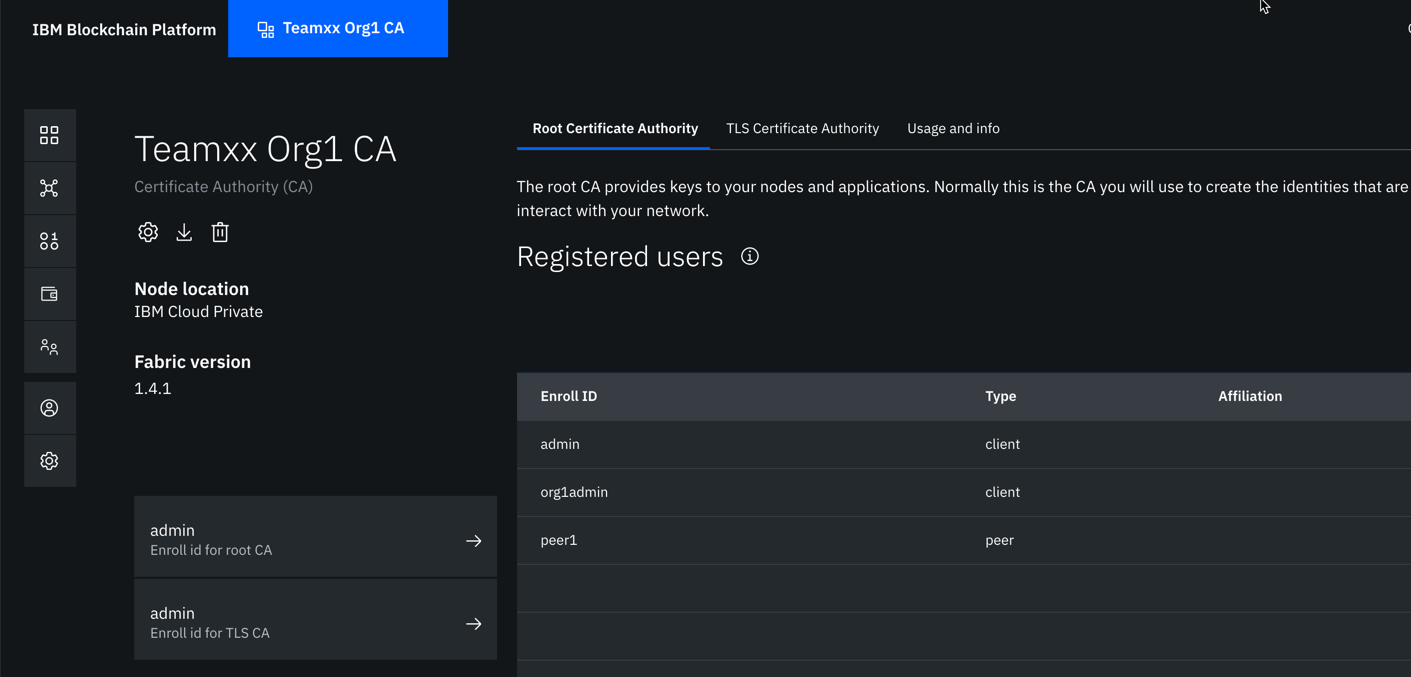 IBM Blockchain Platform
Teamxx Org1 CA
Teamxx Org1 CA
Certificate Authority (CA)
Node location
IBM Cloud Private
Fabric version
1.4.1
admin
Enroll id for root CA
admin
Enroll id for TLS CA
Root Certificate Authority TLS Certificate Authority Usage and info
The root CA provides keys to your nodes and applications. Normally this is the CA you will use to create the identities that are
interact with your network.
Registered users
Enroll ID Type Affiliation
admin client
org1admin client
peer1 peer